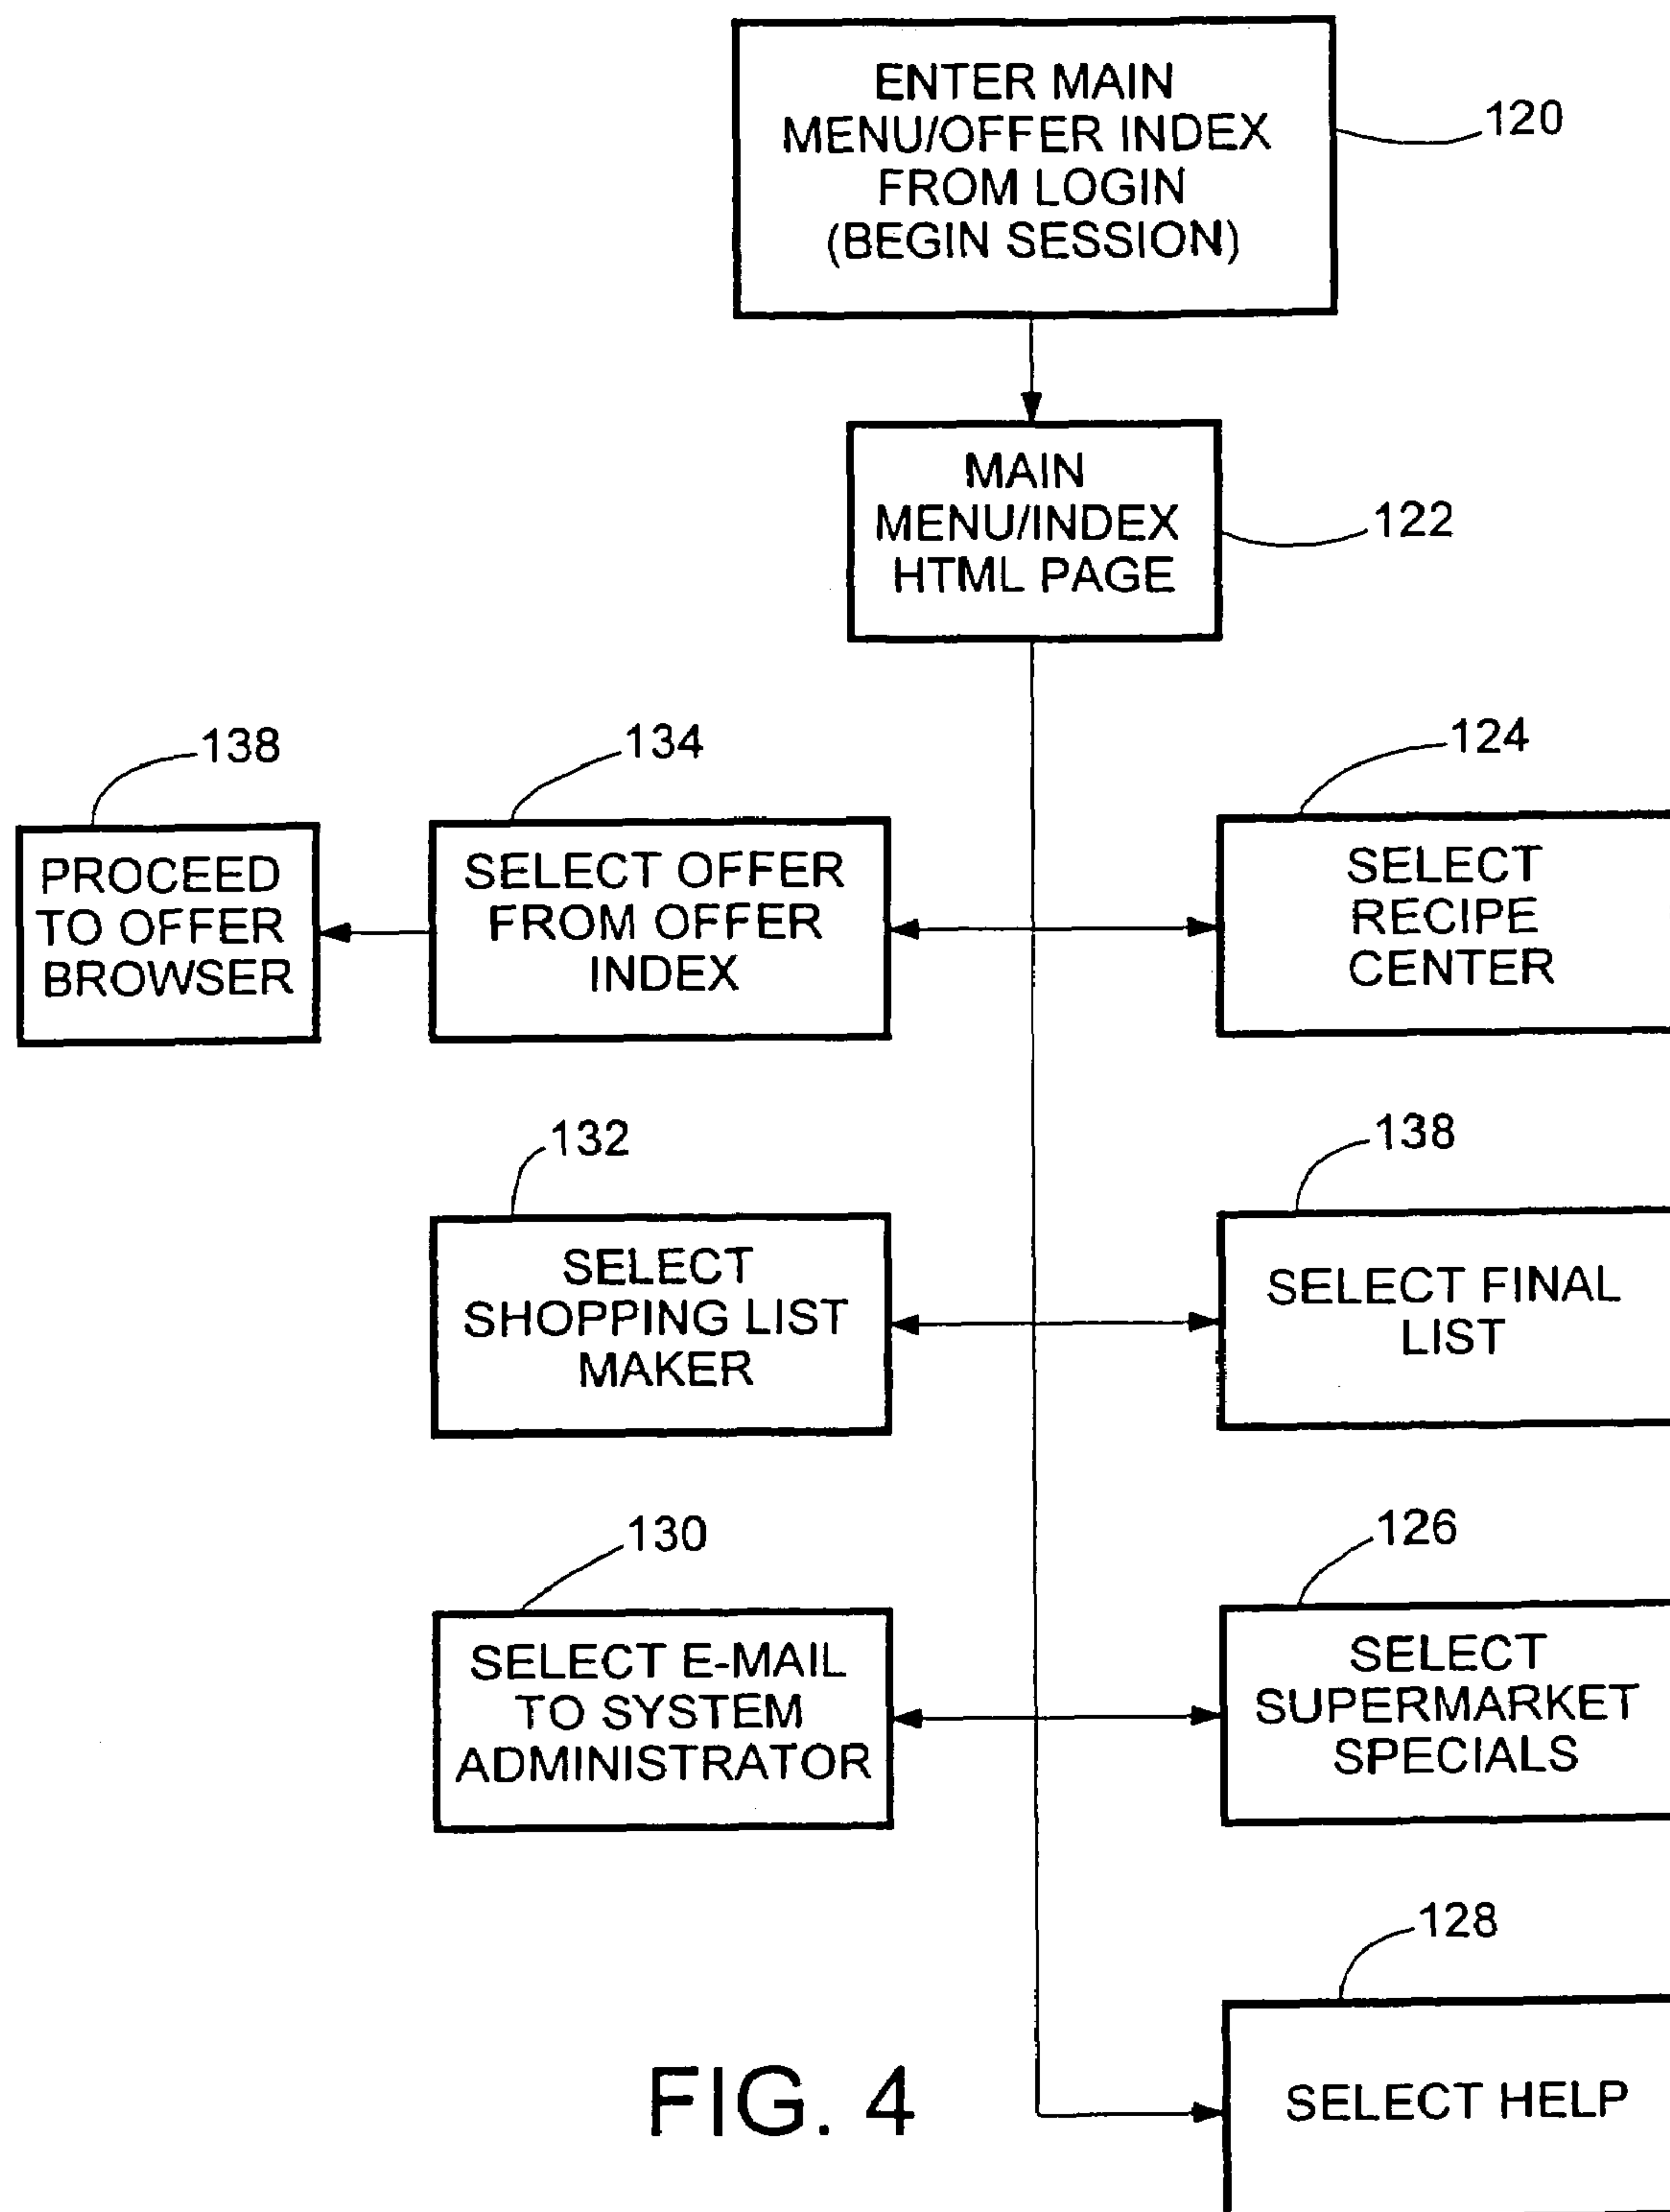 ENTER MAIN
MENU/OFFER INDEX
FROM LOGIN
(BEGIN SESSION)
120
MAIN
MENU/INDEX
HTML PAGE
122
138
PROCEED
TO OFFER
BROWSER
134
SELECT OFFER
FROM OFFER
INDEX
124
SELECT
RECIPE
CENTER
132
SELECT
SHOPPING LIST
MAKER
138
SELECT FINAL
LIST
130
SELECT E-MAIL
TO SYSTEM
ADMINISTRATOR
126
SELECT
SUPERMARKET
SPECIALS
128
SELECT HELP
FIG. 4